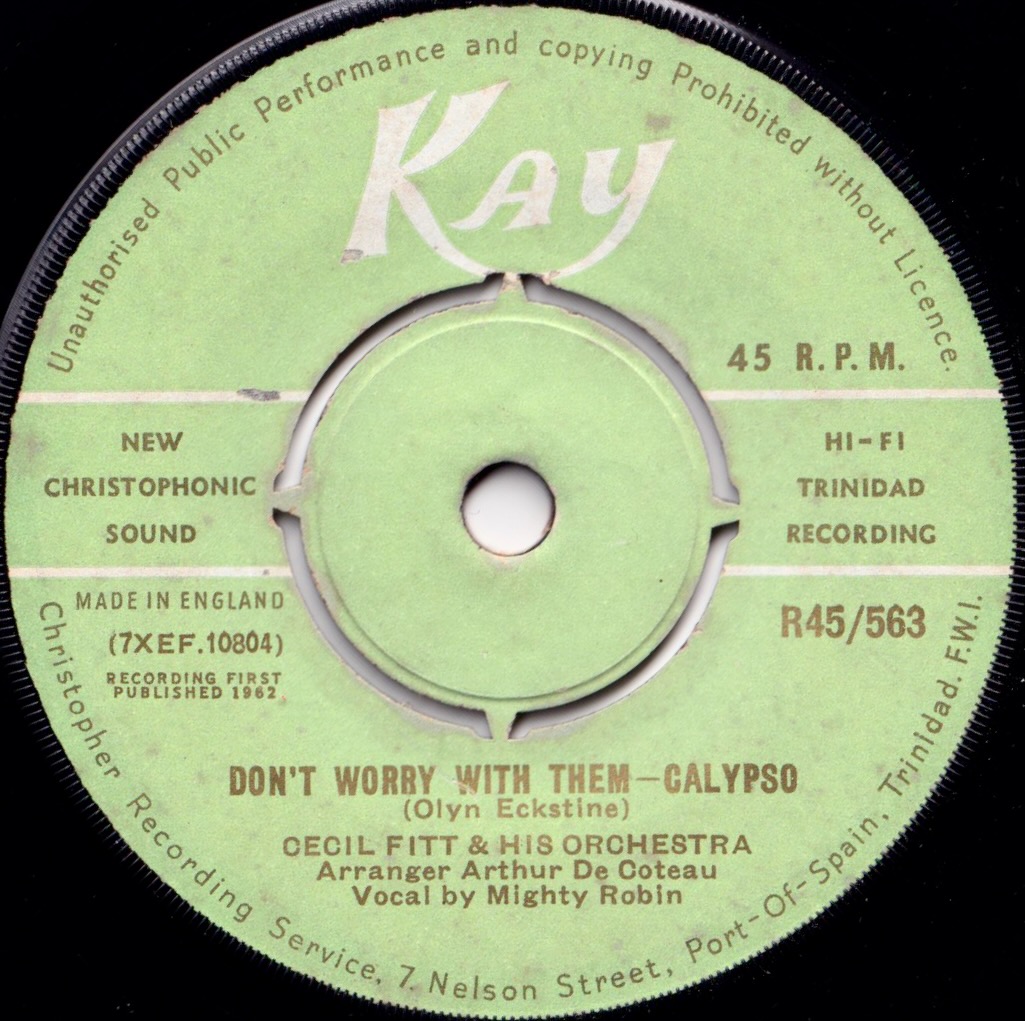 Unauthorised Public Performance and copying Prohibited without Licence.
Kay
45 R.P.M.
NEW
CHRISTOPHONIC
SOUND
HI-FI
TRINIDAD
RECORDING
MADE IN ENGLAND
(7XEF.10804)
RECORDING FIRST
PUBLISHED 1962
R45/563
DON'T WORRY WITH THEM—CALYPSO
(Olyn Eckstine)
CECIL FITT & HIS ORCHESTRA
Arranger Arthur De Coteau
Vocal by Mighty Robin
Christopher Recording Service, 7 Nelson Street, Port-Of-Spain, Trinidad. F.W.I.